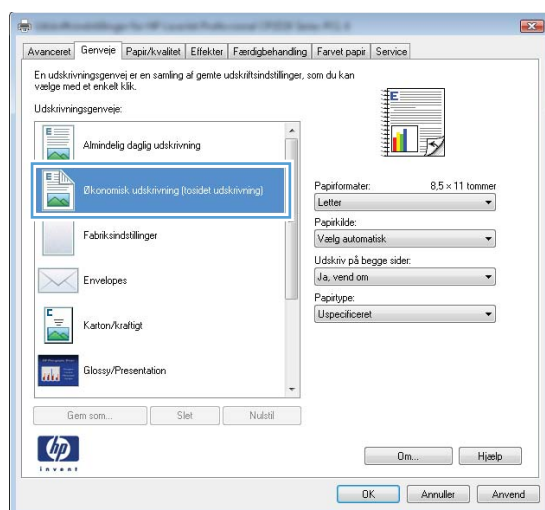 Avanceret Genveje Papir/kvalitet Effekter Færdigbehandling Farvet papir Service
En udskrivningsgenvej er en samling af gemte udskriftsindstillinger, som du kan
vælge med et enkelt klik.
Udskrivningsgenveje:
Almindelig daglig udskrivning
Økonomisk udskrivning (tosidet udskrivning)
Fabriksindstillinger
Envelopes
Karton/kraftigt
Glossy/Presentation
Papirformater: 8,5 × 11 tommer
Letter
Papirkilde:
Vælg automatisk
Udskriv på begge sider:
Ja, vend om
Papirtype:
Uspecificeret
Gem som... Slet Nulstil
hp
invent
Om... Hjælp
OK Annuller Anvend